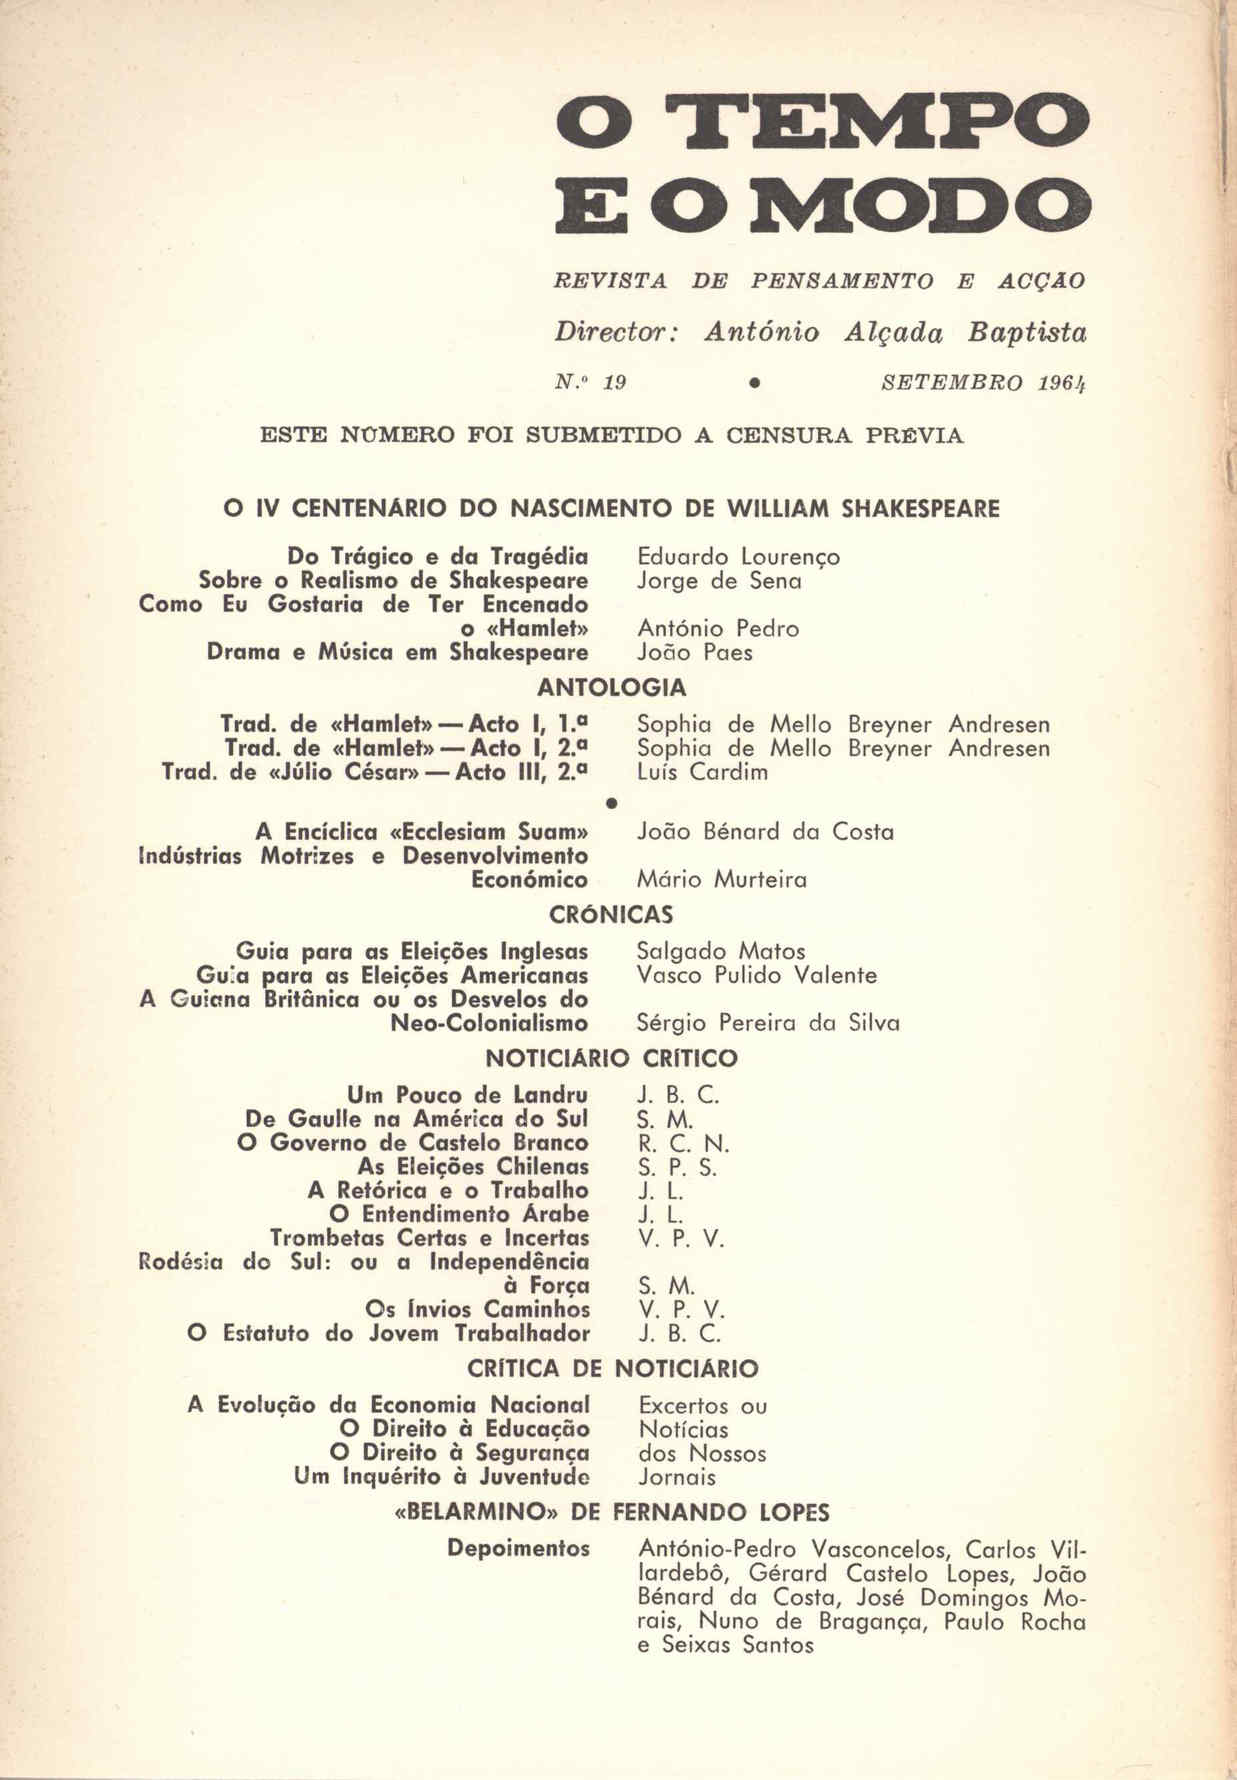 O TEMPO
E O MODO
REVISTA DE PENSAMENTO E ACÇÃO
Director: António Alçada Baptista
N.º 19 • SETEMBRO 1964
ESTE NÚMERO FOI SUBMETIDO A CENSURA PRÉVIA
O IV CENTENÁRIO DO NASCIMENTO DE WILLIAM SHAKESPEARE
Do Trágico e da Tragédia Eduardo Lourenço
Sobre o Realismo de Shakespeare Jorge de Sena
Como Eu Gostaria de Ter Encenado
o «Hamlet» António Pedro
Drama e Música em Shakespeare João Paes
ANTOLOGIA
Trad. de «Hamlet» — Acto I, 1.ª Sophia de Mello Breyner Andresen
Trad. de «Hamlet» — Acto I, 2.ª Sophia de Mello Breyner Andresen
Trad. de «Júlio César» — Acto III, 2.ª Luís Cardim
•
A Encíclica «Ecclesiam Suam» João Bénard da Costa
Indústrias Motrizes e Desenvolvimento
Económico Mário Murteira
CRÓNICAS
Guia para as Eleições Inglesas Salgado Matos
Guia para as Eleições Americanas Vasco Pulido Valente
A Guiana Britânica ou os Desvelos do
Neo-Colonialismo Sérgio Pereira da Silva
NOTICIÁRIO CRÍTICO
Um Pouco de Landru J. B. C.
De Gaulle na América do Sul S. M.
O Governo de Castelo Branco R. C. N.
As Eleições Chilenas S. P. S.
A Retórica e o Trabalho J. L.
O Entendimento Árabe J. L.
Trombetas Certas e Incertas V. P. V.
Rodésia do Sul: ou a Independência
à Força S. M.
Os Ínvios Caminhos V. P. V.
O Estatuto do Jovem Trabalhador J. B. C.
CRÍTICA DE NOTICIÁRIO
A Evolução da Economia Nacional Excertos ou
O Direito à Educação Notícias
O Direito à Segurança dos Nossos
Um Inquérito à Juventude Jornais
«BELARMINO» DE FERNANDO LOPES
Depoimentos António-Pedro Vasconcelos, Carlos Vil-
lardebô, Gérard Castelo Lopes, João
Bénard da Costa, José Domingos Mo-
rais, Nuno de Bragança, Paulo Rocha
e Seixas Santos